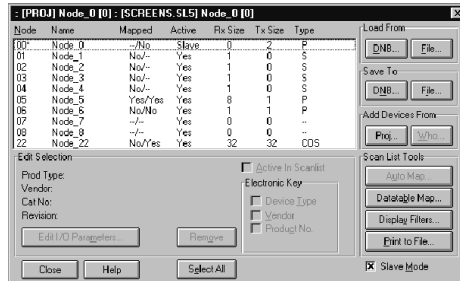 : [PROJ] Node_0 [0] : [SCREENS.SL5] Node_0 [0]
Node Name Mapped Active Rx Size Tx Size Type
00* Node_0 --/No Slave 0 2 P
01 Node_1 No/-- Yes 1 0 S
02 Node_2 No/-- Yes 1 0 S
03 Node_3 No/-- Yes 1 0 S
04 Node_4 No/-- Yes 1 0 S
05 Node_5 Yes/Yes Yes 8 1 P
06 Node_6 No/No Yes 1 1 P
07 Node_7 --/-- Yes 0 0 --
08 Node_8 --/-- Yes 0 0 --
22 Node_22 No/Yes Yes 32 32 COS
Load From
DNB... File...
Save To
DNB... File...
Add Devices From
Proj... Who...
Scan List Tools
Auto Map...
Datatable Map...
Display Filters...
Print to File...
Slave Mode
Edit Selection
Prod Type:
Vendor:
Cat No:
Revision:
Active In Scanlist
Electronic Key
Device Type
Vendor
Product No.
Edit I/O Parameters...
Remove
Close
Help
Select All